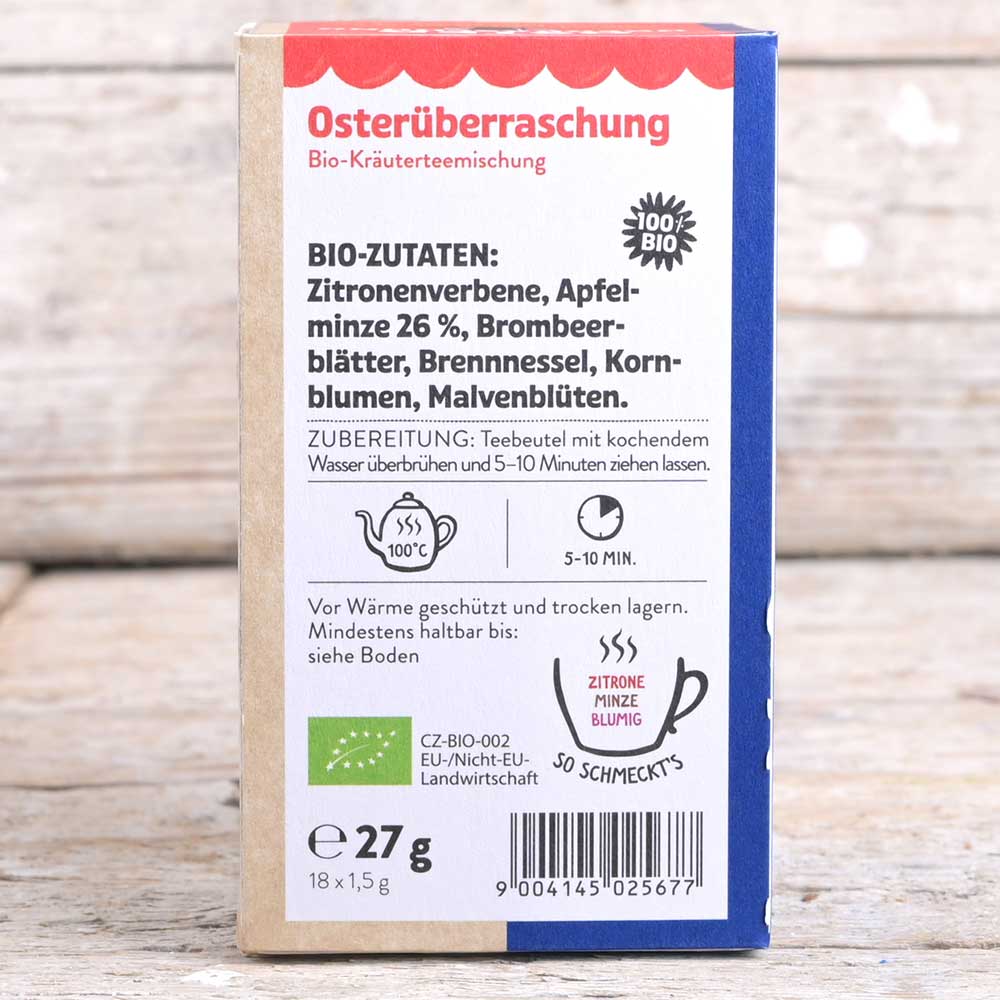 Osterüberraschung
Bio-Kräuterteemischung
100% BIO
BIO-ZUTATEN:
Zitronenverbene, Apfel-
minze 26 %, Brombeer-
blätter, Brennnessel, Korn-
blumen, Malvenblüten.
ZUBEREITUNG: Teebeutel mit kochendem
Wasser überbrühen und 5–10 Minuten ziehen lassen.
100°C
5-10 MIN.
Vor Wärme geschützt und trocken lagern.
Mindestens haltbar bis:
siehe Boden
ZITRONE
MINZE
BLUMIG
SO SCHMECKT'S
CZ-BIO-002
EU-/Nicht-EU-
Landwirtschaft
℮ 27 g
18 x 1,5 g
9 004145 025677